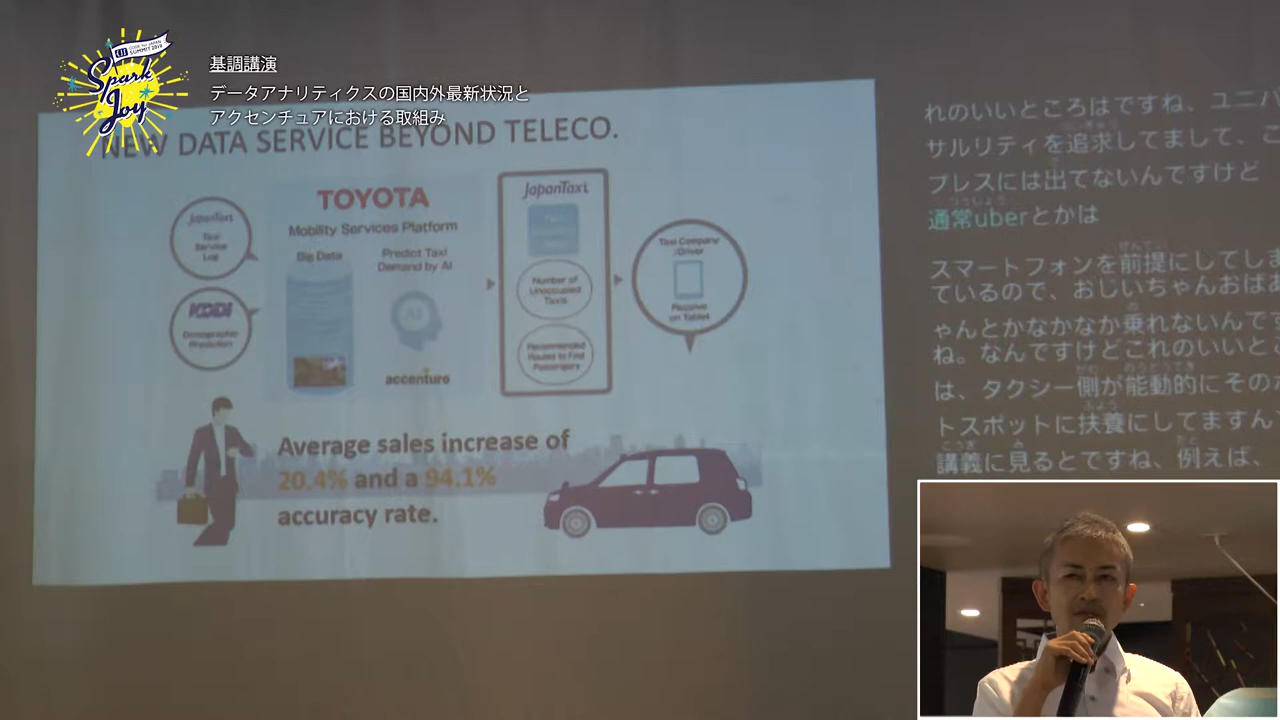 CODE for JAPAN
SUMMIT 2019
Spark
Joy
基調講演
データアナリティクスの国内外最新状況と
アクセンチュアにおける取組み
NEW DATA SERVICE BEYOND TELECO.
JapanTaxi
Taxi
Service
Log
KDDI
Demographic
Prediction
TOYOTA
Mobility Services Platform
Big Data
Predict Taxi
Demand by AI
AI
accenture
JapanTaxi
Number of
Unoccupied
Taxis
Recommended
Routes to Find
Passengers
Taxi Company
/Driver
Receive
on Tablet
Average sales increase of
20.4% and a 94.1%
accuracy rate.
れのいいところはですね、ユニバ
サルリティを追求してまして、こ
プレスには出てないんですけど
通常uberとかは
スマートフォンを前提にしてしま
ているので、おじいちゃんおばあ
ゃんとかなかなか乗れないんです
ね。なんですけどこれのいいとこ
は、タクシー側が能動的にそのホ
トスポットに扶養にしてますん
講義に見るとですね、例えば、